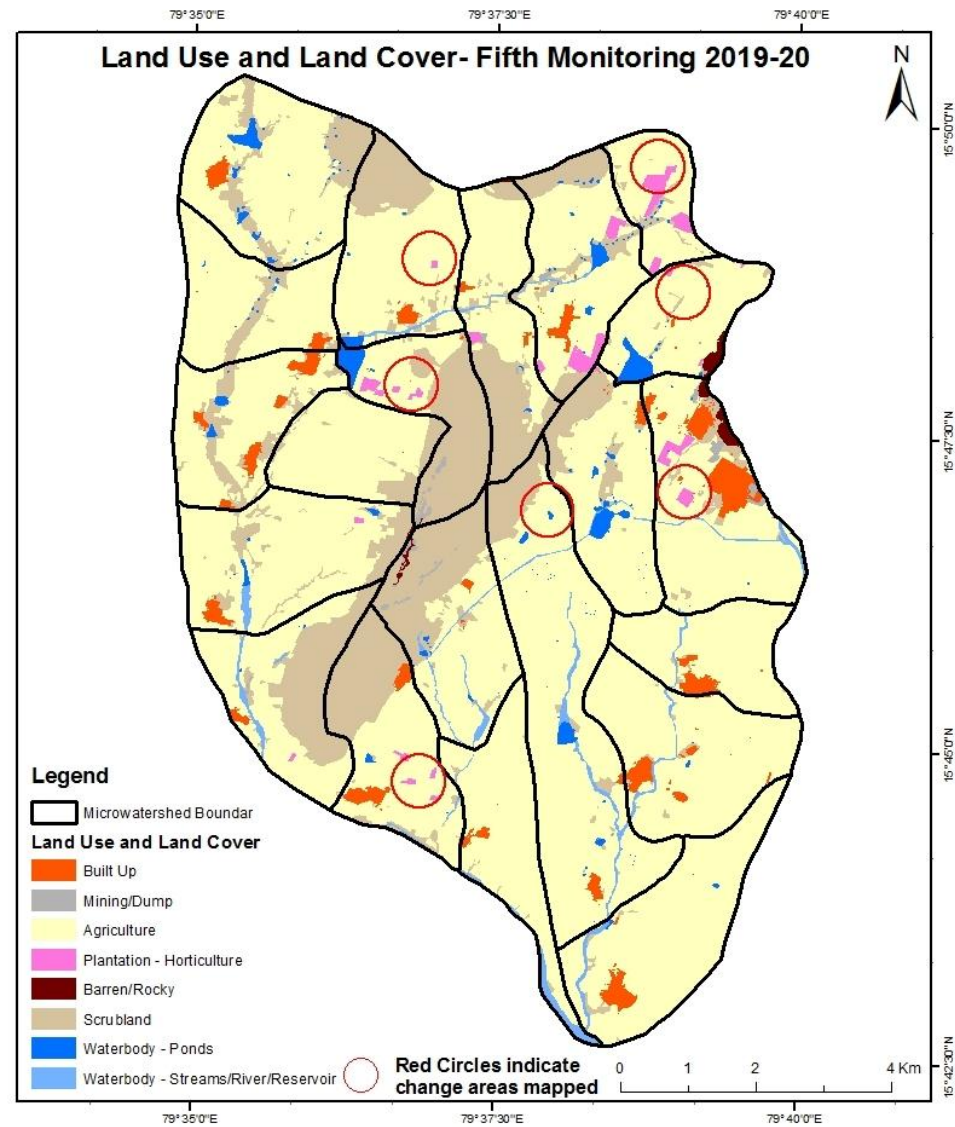 79°35'0"E
79°37'30"E
79°40'0"E
Land Use and Land Cover- Fifth Monitoring 2019-20
N
15°50'0"N
15°47'30"N
15°45'0"N
15°42'30"N
Legend
Microwatershed Boundar
Land Use and Land Cover
Built Up
Mining/Dump
Agriculture
Plantation - Horticulture
Barren/Rocky
Scrubland
Waterbody - Ponds
Waterbody - Streams/River/Reservoir
Red Circles indicate
change areas mapped
0 1 2 4 Km
79°35'0"E
79°37'30"E
79°40'0"E